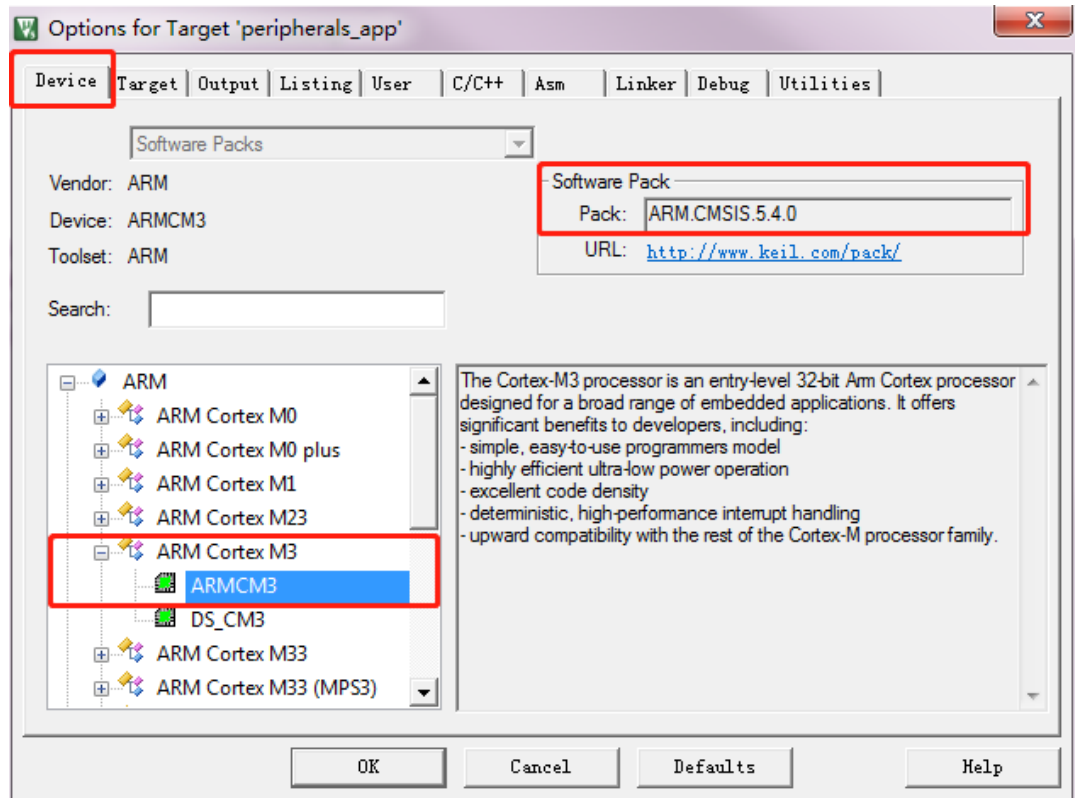 Options for Target 'peripherals_app'
Device Target Output Listing User C/C++ Asm Linker Debug Utilities
Software Packs
Vendor: ARM
Device: ARMCM3
Toolset: ARM
Software Pack
Pack: ARM.CMSIS.5.4.0
URL: http://www.keil.com/pack/
Search:
ARM
ARM Cortex M0
ARM Cortex M0 plus
ARM Cortex M1
ARM Cortex M23
ARM Cortex M3
ARMCM3
DS_CM3
ARM Cortex M33
ARM Cortex M33 (MPS3)
The Cortex-M3 processor is an entry-level 32-bit Arm Cortex processor
designed for a broad range of embedded applications. It offers
significant benefits to developers, including:
- simple, easy-to-use programmers model
- highly efficient ultra-low power operation
- excellent code density
- deterministic, high-performance interrupt handling
- upward compatibility with the rest of the Cortex-M processor family.
OK Cancel Defaults Help